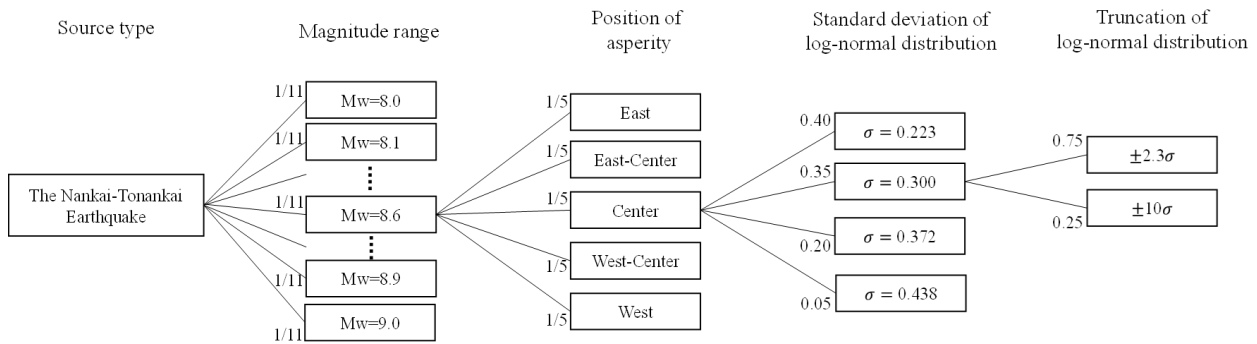 Source type
Magnitude range
Position of
asperity
Standard deviation of
log-normal distribution
Truncation of
log-normal distribution
The Nankai-Tonankai
Earthquake
1/11
Mw=8.0
1/11
Mw=8.1
1/11
Mw=8.6
1/11
Mw=8.9
1/11
Mw=9.0
1/5
East
1/5
East-Center
1/5
Center
1/5
West-Center
1/5
West
0.40
σ = 0.223
0.35
σ = 0.300
0.20
σ = 0.372
0.05
σ = 0.438
0.75
±2.3σ
0.25
±10σ